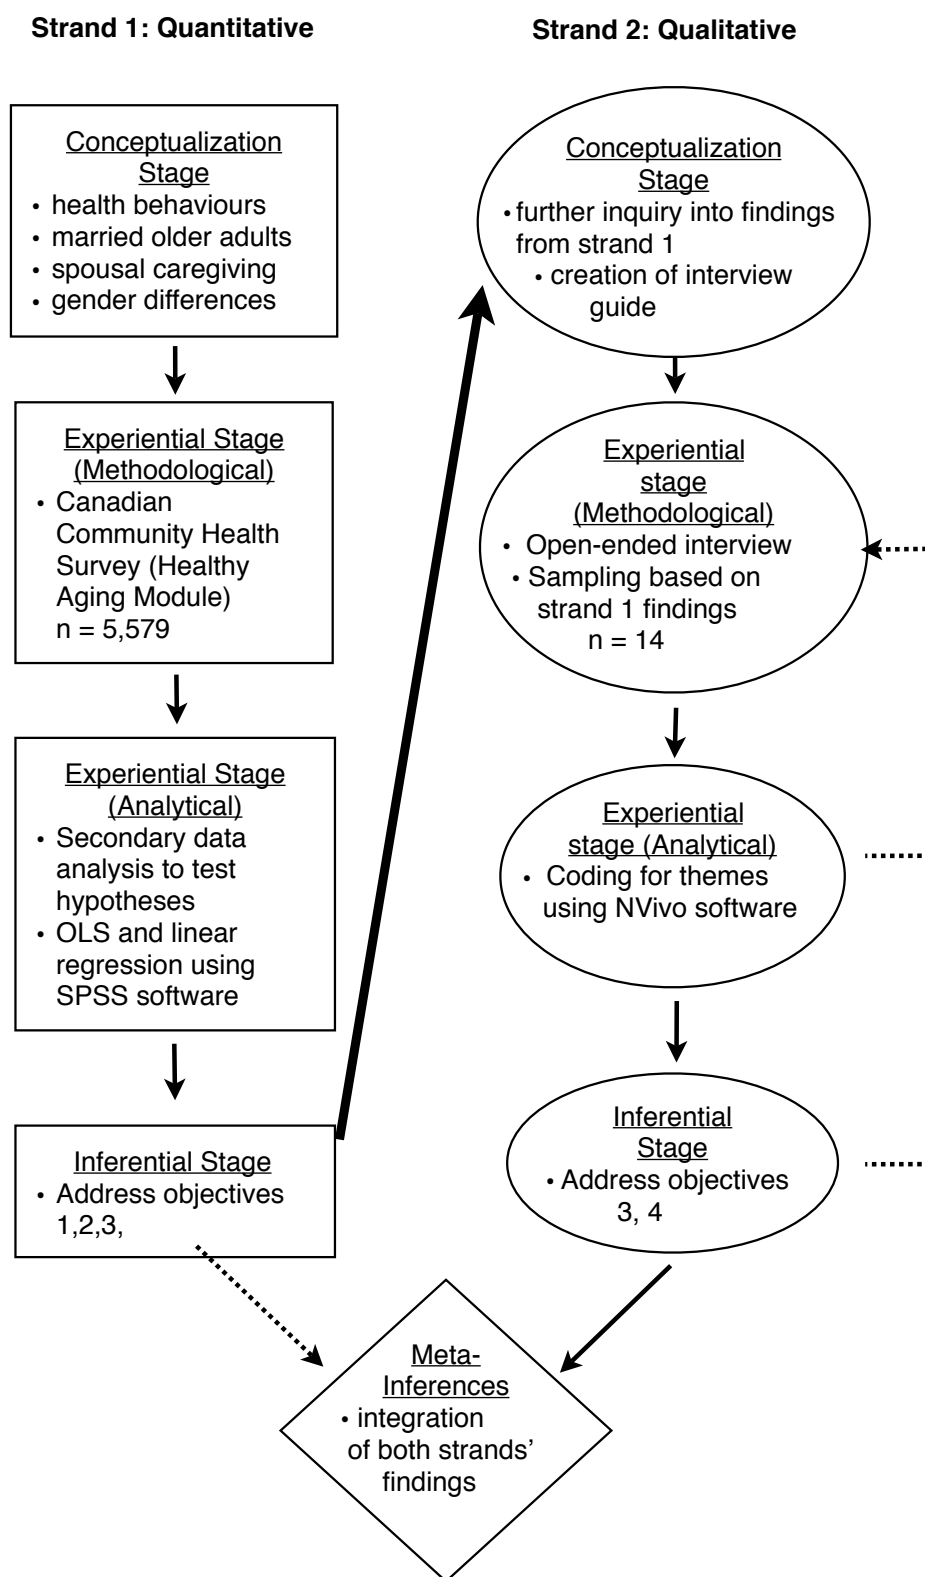 Strand 1: Quantitative
Conceptualization
Stage
• health behaviours
• married older adults
• spousal caregiving
• gender differences
Experiential Stage
(Methodological)
• Canadian
Community Health
Survey (Healthy
Aging Module)
n = 5,579
Experiential Stage
(Analytical)
• Secondary data
analysis to test
hypotheses
• OLS and linear
regression using
SPSS software
Inferential Stage
• Address objectives
1,2,3,
Strand 2: Qualitative
Conceptualization
Stage
• further inquiry into findings
from strand 1
• creation of interview
guide
Experiential
stage
(Methodological)
• Open-ended interview
• Sampling based on
strand 1 findings
n = 14
Experiential
stage (Analytical)
• Coding for themes
using NVivo software
Inferential
Stage
• Address objectives
3, 4
Meta-
Inferences
• integration
of both strands’
findings